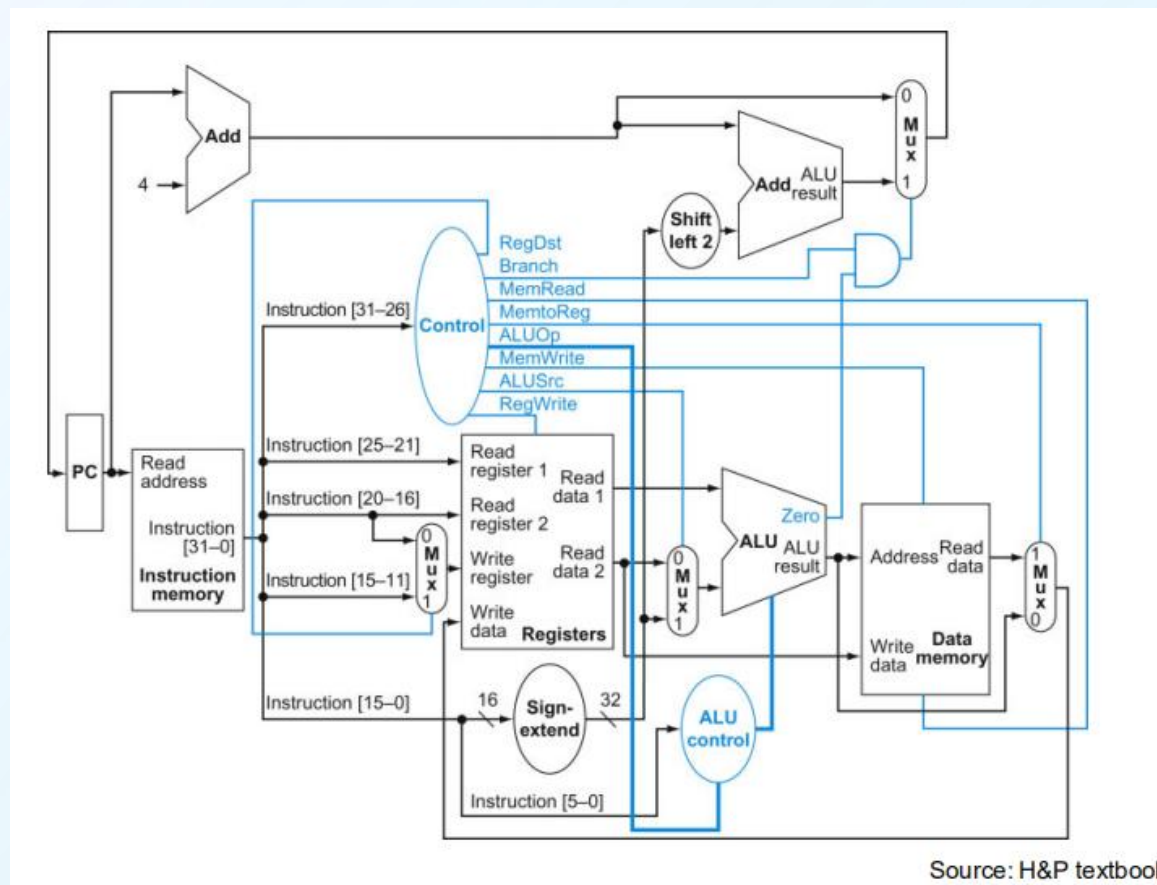 0
M
u
x
1
Add
4
Add
ALU
result
Shift
left 2
RegDst
Branch
MemRead
MemtoReg
ALUOp
MemWrite
ALUSrc
RegWrite
Control
Instruction [31–26]
Instruction [25–21]
Instruction [20–16]
Instruction [15–11]
Instruction [15–0]
Instruction [5–0]
PC
Read
address
Instruction
[31–0]
Instruction
memory
0
M
u
x
1
Read
register 1
Read
register 2
Write
register
Write
data
Read
data 1
Read
data 2
Registers
16
Sign-
extend
32
0
M
u
x
1
Zero
ALU
ALU
result
ALU
control
Address
Read
data
Write
data
Data
memory
1
M
u
x
0
Source: H&P textbook